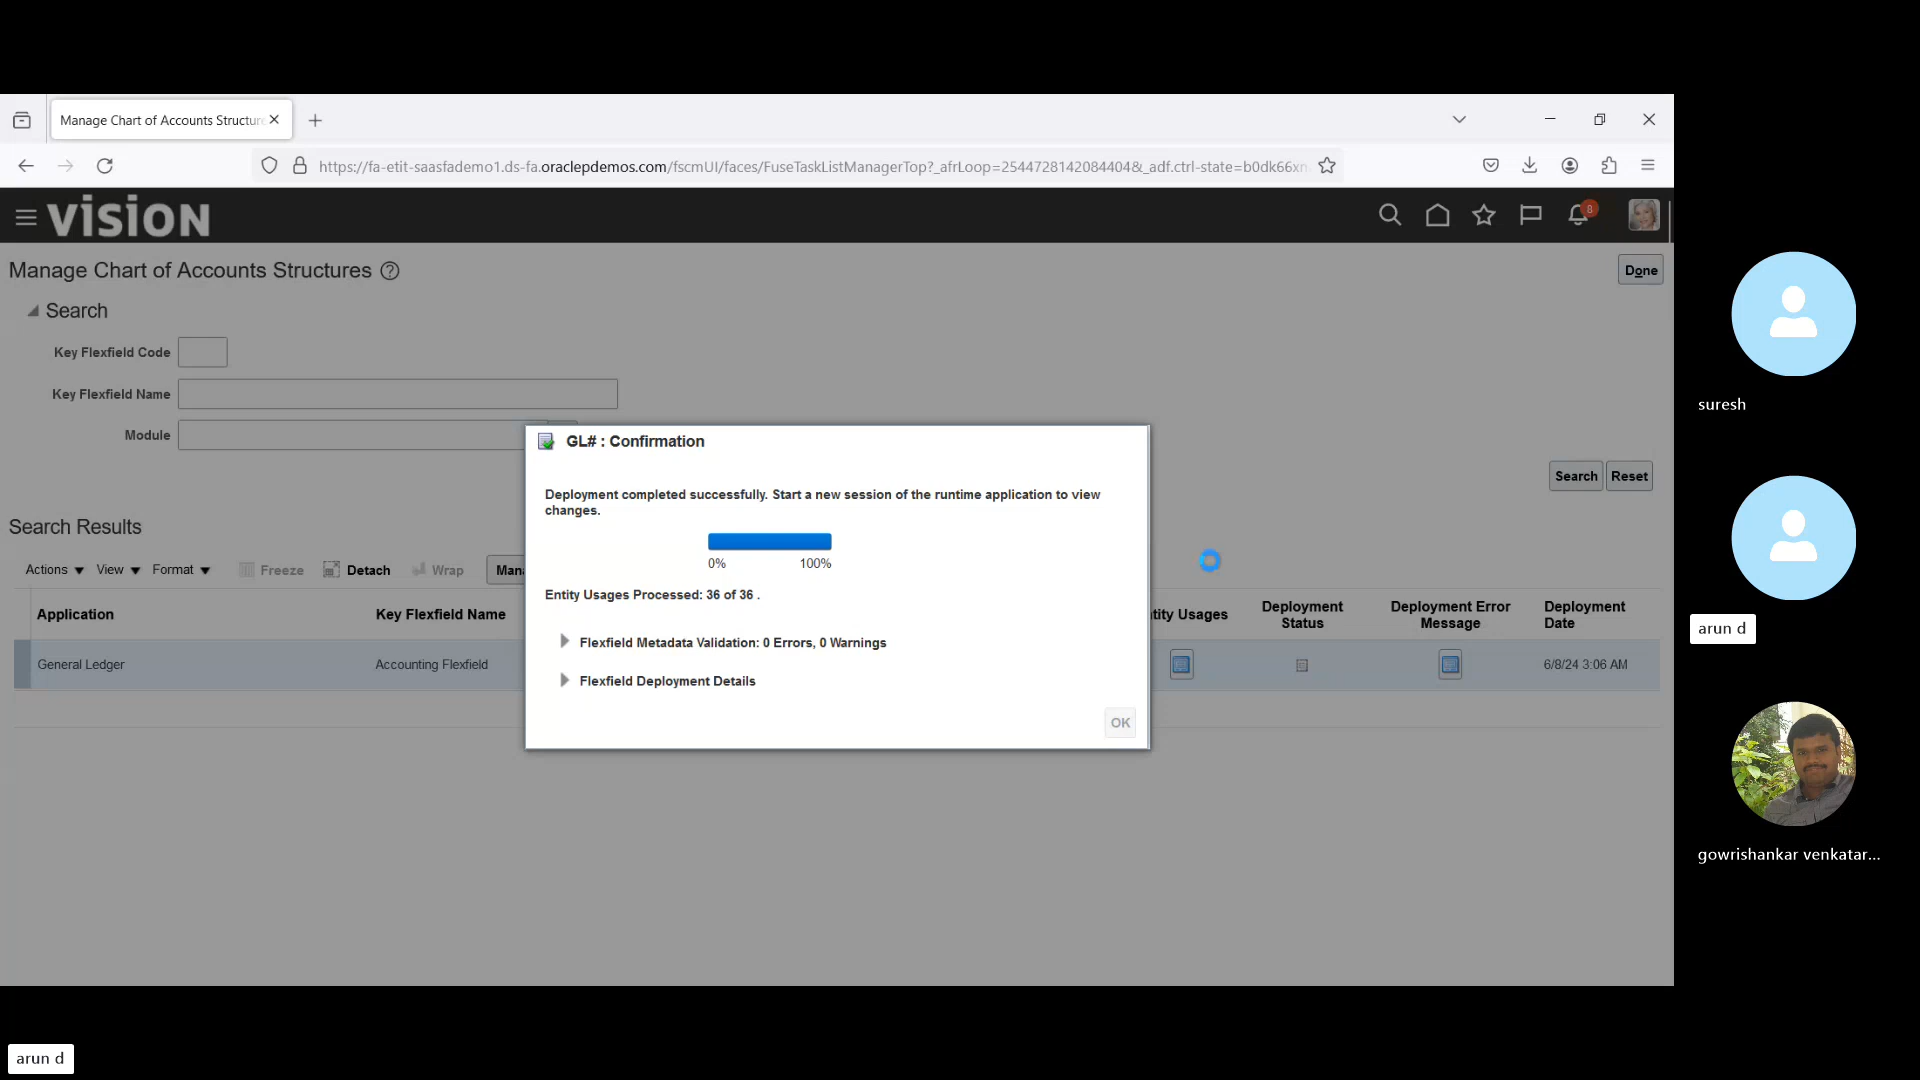 Manage Chart of Accounts Structur
https://fa-etit-saasfademo1.ds-fa.oraclepdemos.com/fscmUI/faces/FuseTaskListManagerTop?_afrLoop=2544728142084404&_adf.ctrl-state=b0dk66xn
vision
8
Manage Chart of Accounts Structures
Done
Search
Key Flexfield Code
Key Flexfield Name
Module
Search Reset
Search Results
Actions View Format Freeze Detach Wrap Man
Application Key Flexfield Name tity Usages Deployment Status Deployment Error Message Deployment Date
General Ledger Accounting Flexfield 6/8/24 3:06 AM
GL# : Confirmation
Deployment completed successfully. Start a new session of the runtime application to view
changes.
0% 100%
Entity Usages Processed: 36 of 36 .
Flexfield Metadata Validation: 0 Errors, 0 Warnings
Flexfield Deployment Details
OK
suresh
arun d
gowrishankar venkatar...
arun d